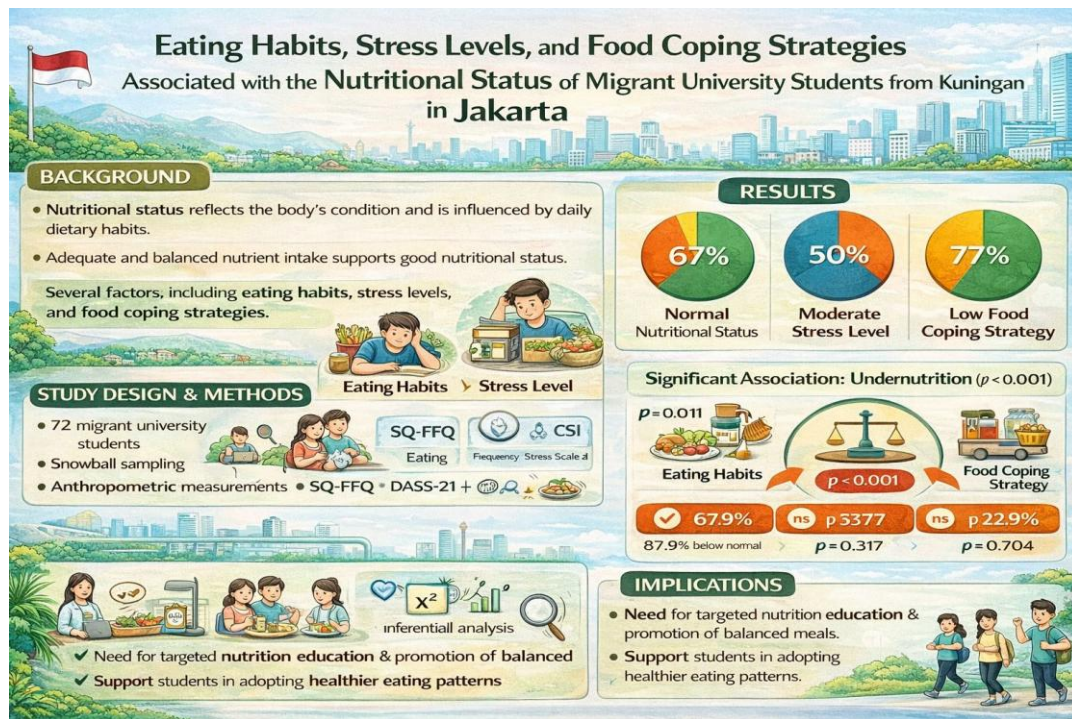 Eating Habits, Stress Levels, and Food Coping Strategies
Associated with the Nutritional Status of Migrant University Students from Kuningan
in Jakarta
BACKGROUND
• Nutritional status reflects the body's condition and is influenced by daily
dietary habits.
• Adequate and balanced nutrient intake supports good nutritional status.
Several factors, including eating habits, stress levels,
and food coping strategies.
Eating Habits
Stress Level
STUDY DESIGN & METHODS
• 72 migrant university
students
• Snowball sampling
• Anthropometric measurements • SQ-FFQ • DASS-21 +
SQ-FFQ
Eating
CSI
Frequency Stress Scale
X²
inferentiall analysis
✔ Need for targeted nutrition education & promotion of balanced
✔ Support students in adopting healthier eating patterns
RESULTS
67%
Normal
Nutritional Status
50%
Moderate
Stress Level
77%
Low Food
Coping Strategy
Significant Association: Undernutrition (p < 0.001)
p=0.011
Eating Habits
p < 0.001
Food Coping
Strategy
✓ 67.9%
ns p 3377
ns p 22.9%
87.9% below normal
p=0.317
p=0.704
IMPLICATIONS
• Need for targeted nutrition education &
promotion of balanced meals.
• Support students in adopting
healthier eating patterns.